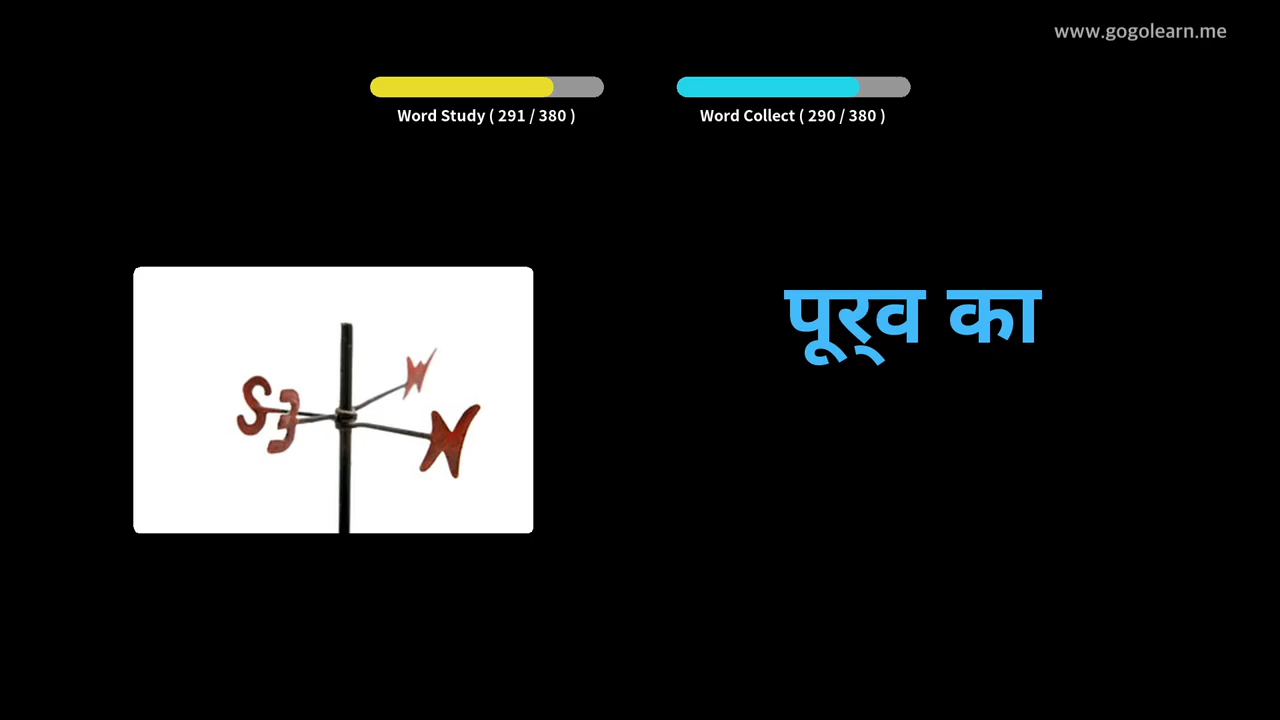 www.gogolearn.me
Word Study ( 291 / 380 )
Word Collect ( 290 / 380 )
पूर्व का
S E N